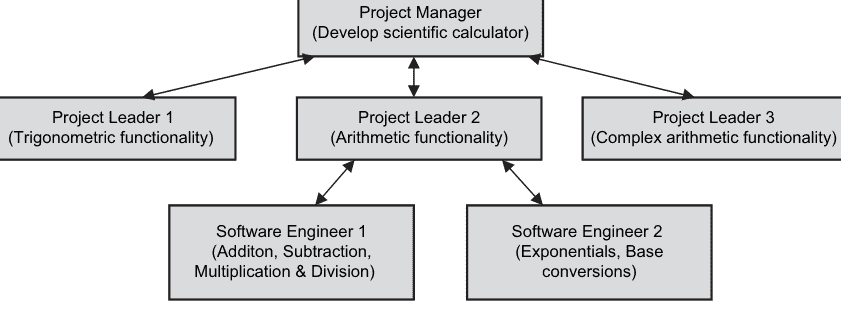 Project Manager
(Develop scientific calculator)
Project Leader 1
(Trigonometric functionality)
Project Leader 2
(Arithmetic functionality)
Project Leader 3
(Complex arithmetic functionality)
Software Engineer 1
(Additon, Subtraction,
Multiplication & Division)
Software Engineer 2
(Exponentials, Base
conversions)